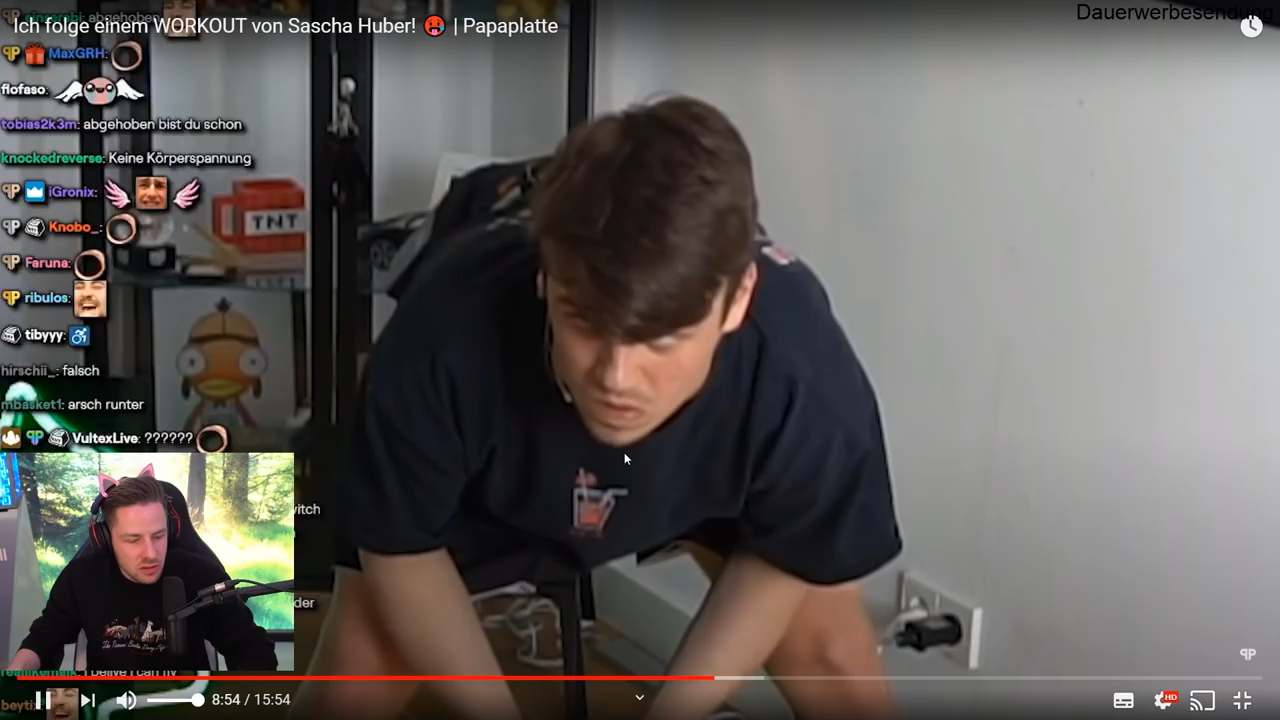 Dauerwerbesendung
Ich folge einem WORKOUT von Sascha Huber! 🥵 | Papaplatte
MaxGRH:
flofaso:
tobias2k3m: abgehoben bist du schon
knockedreverse: Keine Körperspannung
iGronix:
Knobo_:
TNT
Faruna:
ribulos:
tibyyy:
hirschii_: falsch
mbasket1: arsch runter
VultexLive: ??????
8:54 / 15:54
HD